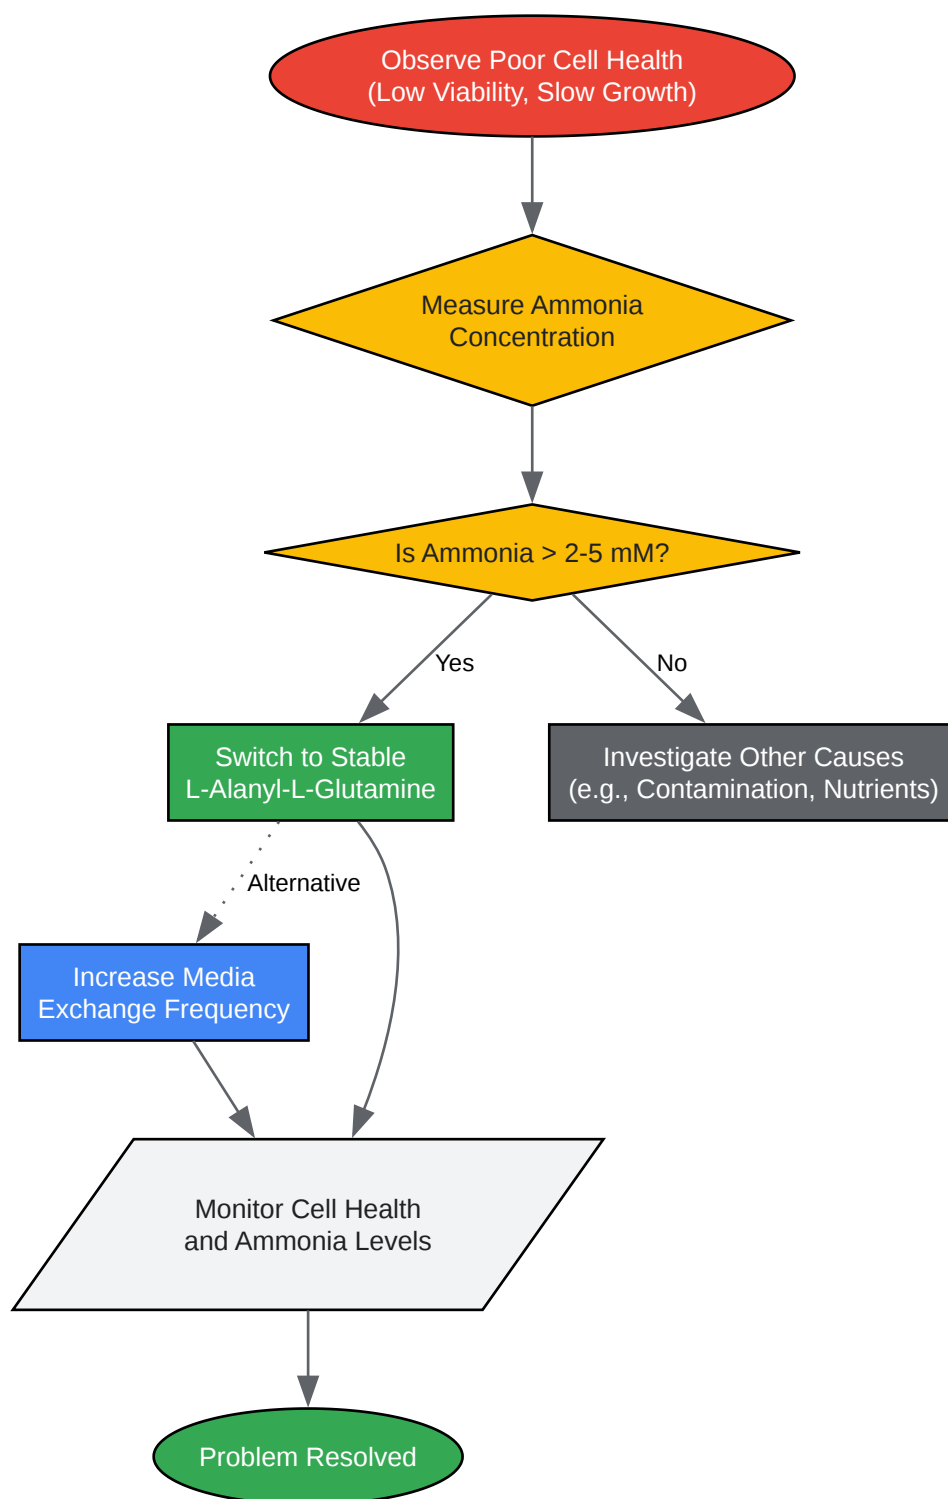 Observe Poor Cell Health
(Low Viability, Slow Growth)
Measure Ammonia
Concentration
Is Ammonia > 2-5 mM?
Yes
No
Switch to Stable
L-Alanyl-L-Glutamine
Investigate Other Causes
(e.g., Contamination, Nutrients)
Alternative
Increase Media
Exchange Frequency
Monitor Cell Health
and Ammonia Levels
Problem Resolved